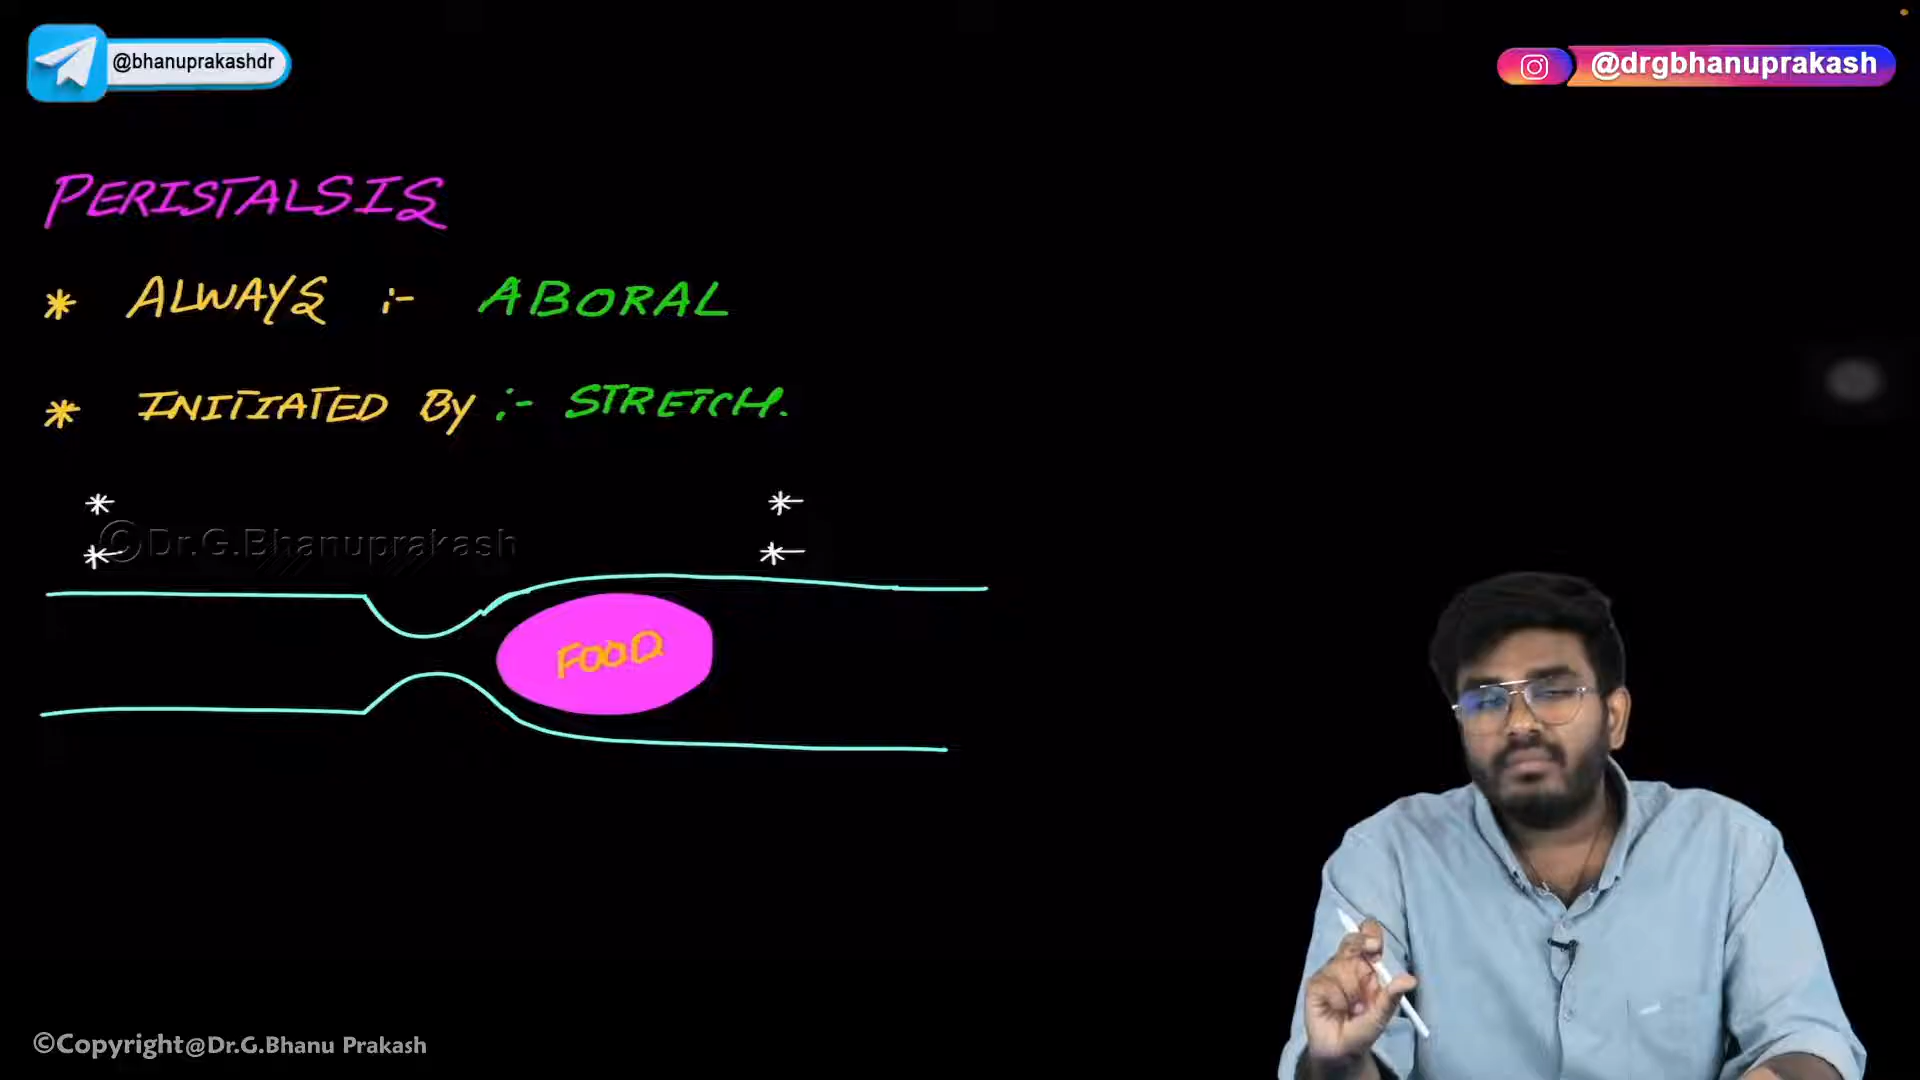 @bhanuprakashdr
@drgbhanuprakash
PERISTALSIS
* ALWAYS :- ABORAL
* INITIATED BY :- STRETCH.
* *
* *
©Dr.G.Bhanuprakash
FOOD
©Copyright@Dr.G.Bhanu Prakash